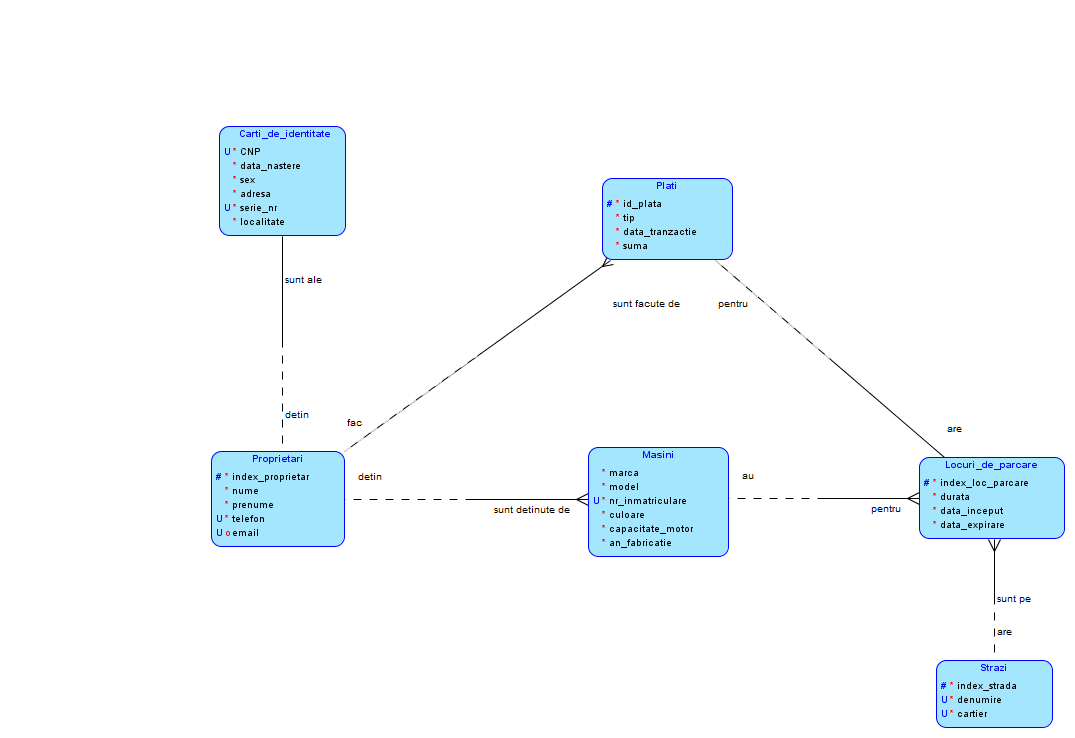 Carti_de_identitate
U * CNP
* data_nastere
* sex
* adresa
U * serie_nr
* localitate
sunt ale
detin
Plati
# * id_plata
* tip
* data_tranzactie
* suma
sunt facute de
pentru
fac
are
Proprietari
# * index_proprietar
* nume
* prenume
U * telefon
U o email
detin
sunt detinute de
Masini
* marca
* model
U * nr_inmatriculare
* culoare
* capacitate_motor
* an_fabricatie
au
pentru
Locuri_de_parcare
# * index_loc_parcare
* durata
* data_inceput
* data_expirare
sunt pe
are
Strazi
# * index_strada
U * denumire
U * cartier